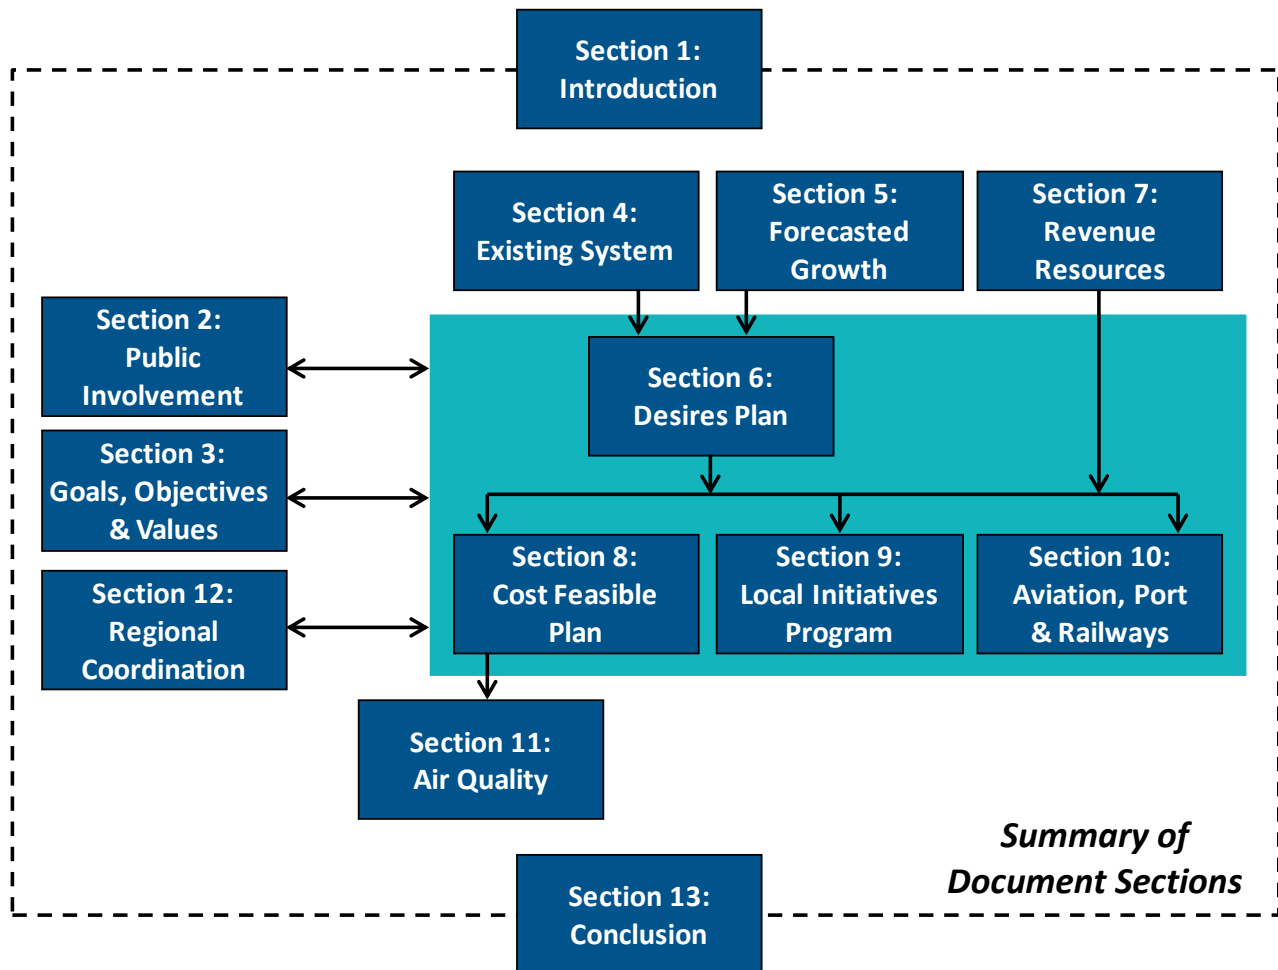 Section 1:
Introduction
Section 4:
Existing System
Section 5:
Forecasted
Growth
Section 7:
Revenue
Resources
Section 2:
Public
Involvement
Section 6:
Desires Plan
Section 3:
Goals, Objectives
& Values
Section 8:
Cost Feasible
Plan
Section 9:
Local Initiatives
Program
Section 10:
Aviation, Port
& Railways
Section 12:
Regional
Coordination
Section 11:
Air Quality
Summary of
Document Sections
Section 13:
Conclusion